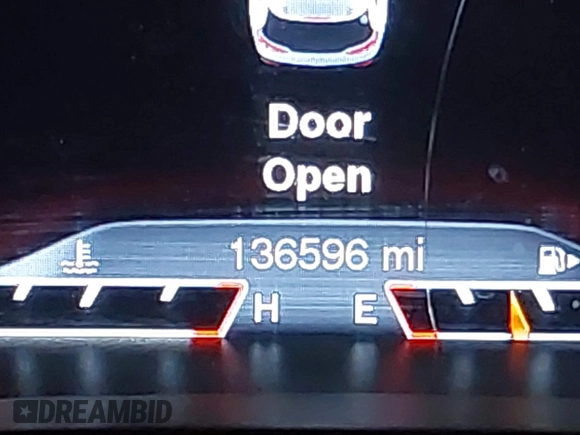 Door
Open
136596 mi
H E
DREAMBID